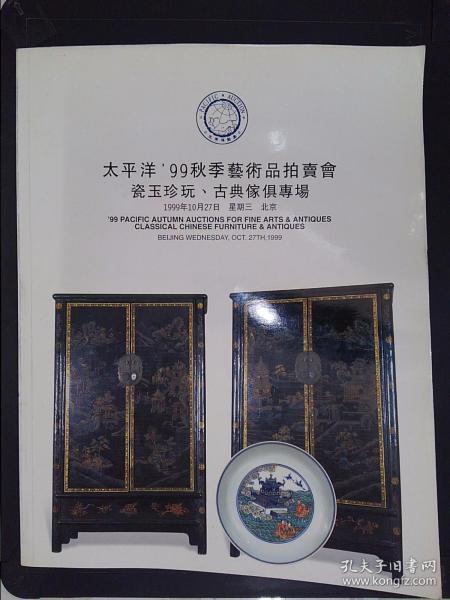 PACIFIC AUCTION
太平洋'99秋季藝術品拍賣會
瓷玉珍玩、古典傢俱專場
1999年10月27日 星期三 北京
'99 PACIFIC AUTUMN AUCTIONS FOR FINE ARTS & ANTIQUES
CLASSICAL CHINESE FURNITURE & ANTIQUES
BEIJING WEDNESDAY, OCT. 27TH,1999
孔夫子旧书网
www.kongfz.com